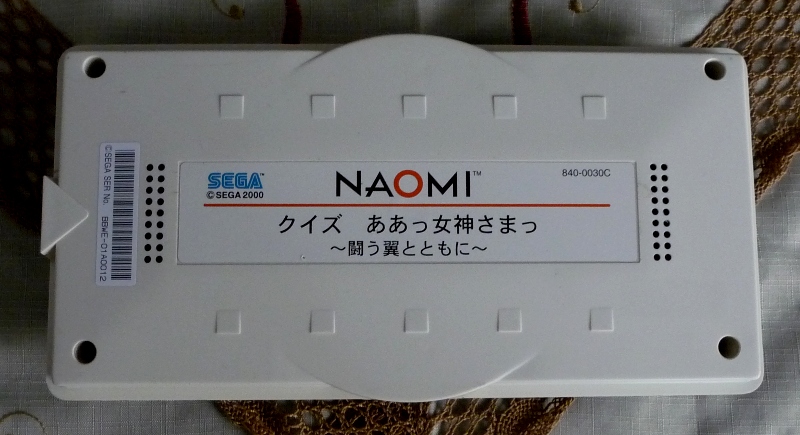 ©SEGA SER No. BBWE-01A0012
SEGA™
©SEGA 2000
NAOMI™
840-0030C
クイズ ああっ女神さまっ
～闘う翼とともに～